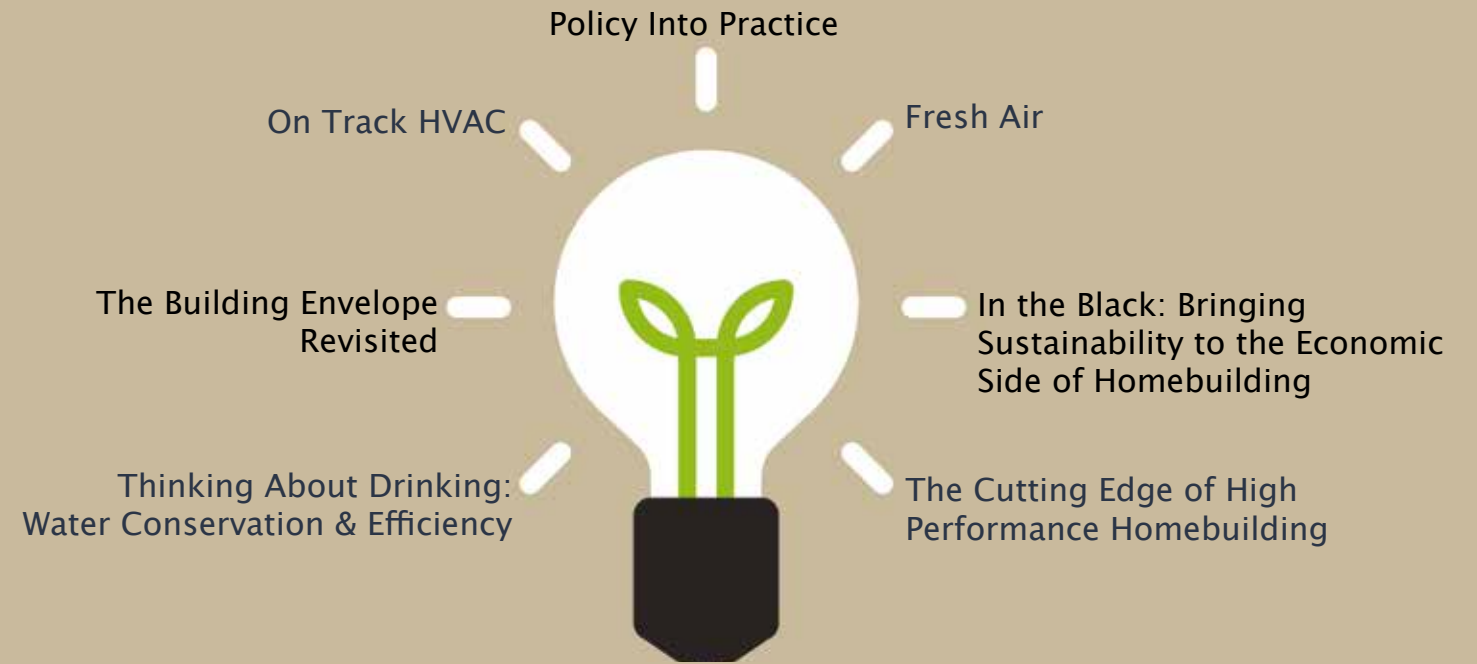 Policy Into Practice
On Track HVAC
Fresh Air
The Building Envelope
Revisited
In the Black: Bringing
Sustainability to the Economic
Side of Homebuilding
Thinking About Drinking:
Water Conservation & Efficiency
The Cutting Edge of High
Performance Homebuilding